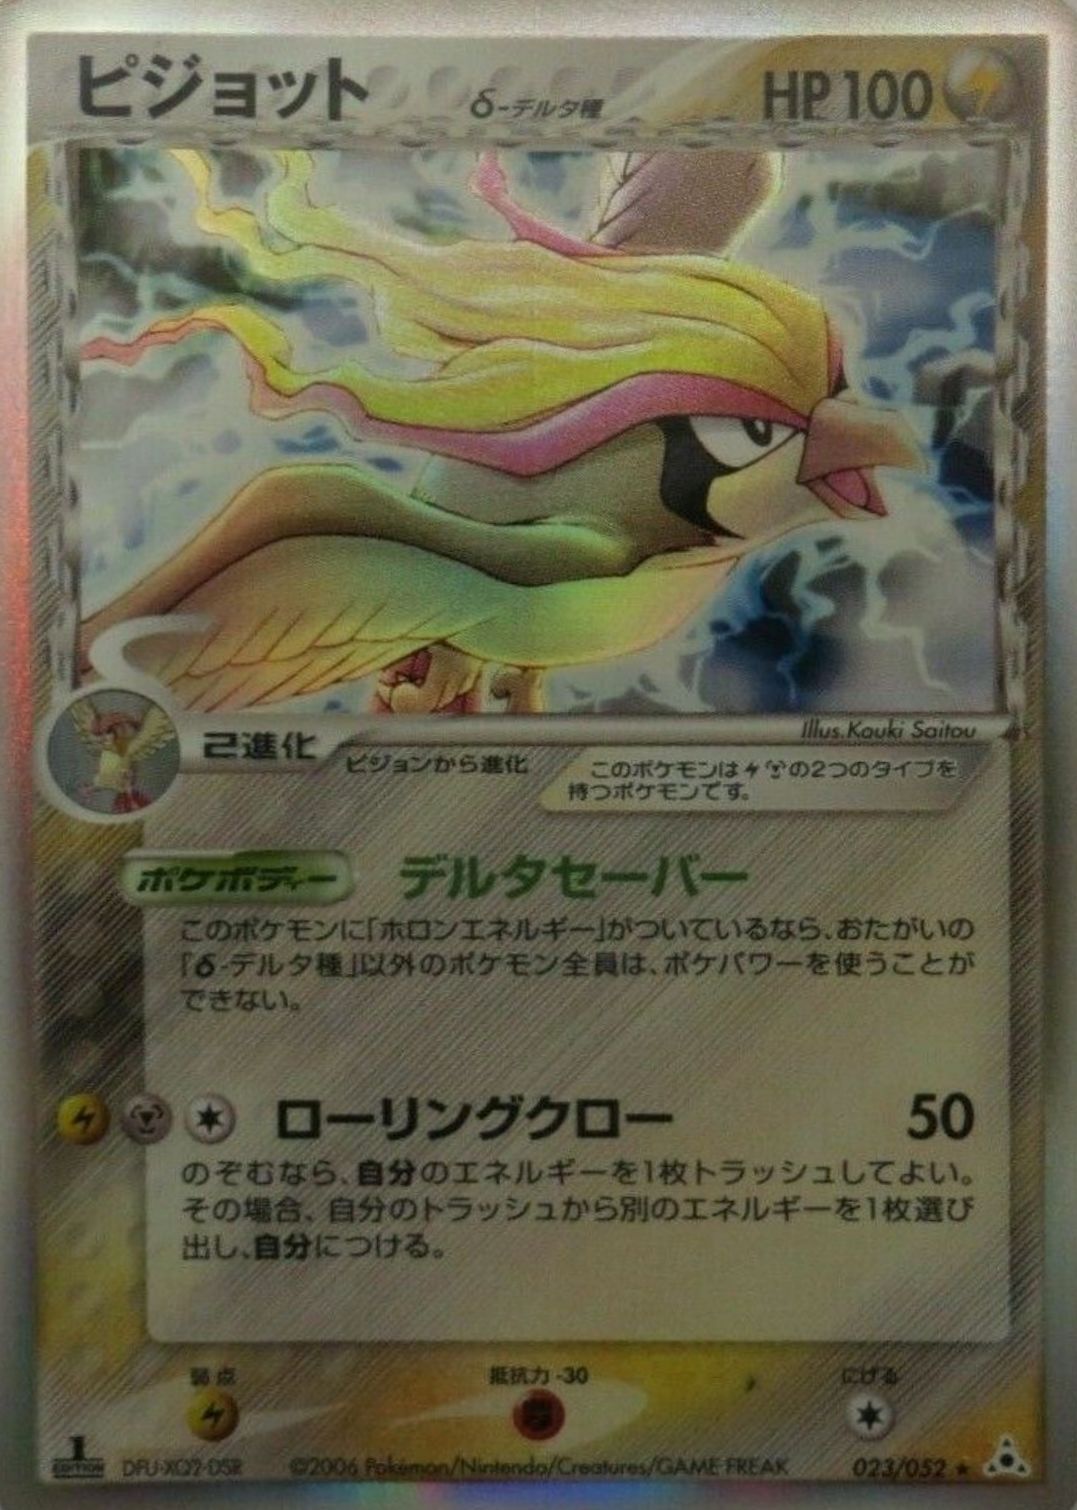 ピジョット δ-デルタ種 HP100
Illus.Kouki Saitou
2進化 ピジョンから進化
このポケモンは の2つのタイプを
持つポケモンです。
ポケボディー デルタセーバー
このポケモンに「ホロンエネルギー」がついているなら、おたがいの
「δ-デルタ種」以外のポケモン全員は、ポケパワーを使うことが
できない。
ローリングクロー 50
のぞむなら、自分のエネルギーを1枚トラッシュしてよい。
その場合、自分のトラッシュから別のエネルギーを1枚選び
出し、自分につける。
弱点 抵抗力 -30 にげる
1 EDITION DFU-XQ2-DSR ©2006 Pokémon/Nintendo/Creatures/GAME FREAK 023/052 ★